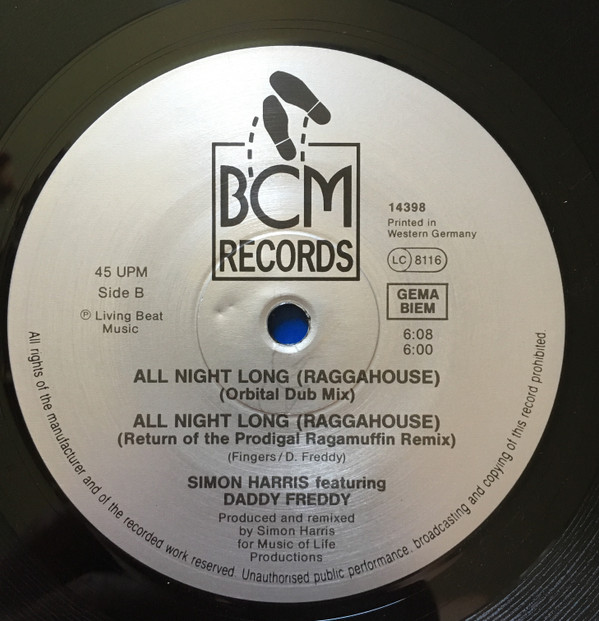 BCM
RECORDS
14398
Printed in
Western Germany
LC 8116
GEMA
BIEM
6:08
6:00
45 UPM
Side B
℗ Living Beat
Music
ALL NIGHT LONG (RAGGAHOUSE)
(Orbital Dub Mix)
ALL NIGHT LONG (RAGGAHOUSE)
(Return of the Prodigal Ragamuffin Remix)
(Fingers/D. Freddy)
SIMON HARRIS featuring
DADDY FREDDY
Produced and remixed
by Simon Harris
for Music of Life
Productions
All rights of the manufacturer and of the recorded work reserved. Unauthorised public performance, broadcasting and copying of this record prohibited